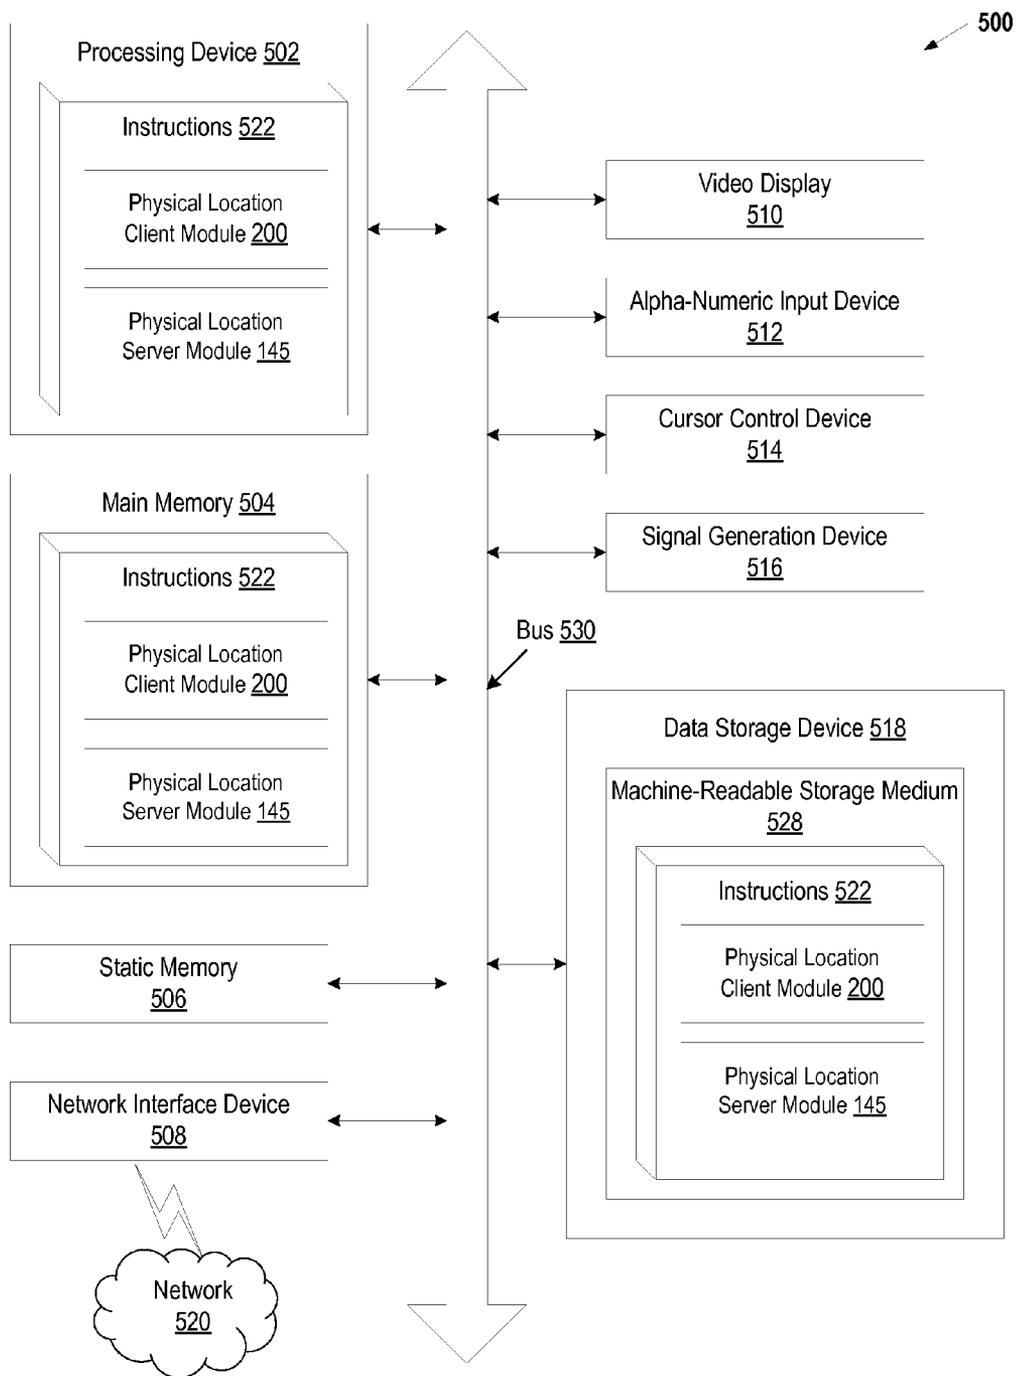 500
Processing Device 502
Instructions 522
Physical Location
Client Module 200
Physical Location
Server Module 145
Main Memory 504
Instructions 522
Physical Location
Client Module 200
Physical Location
Server Module 145
Static Memory
506
Network Interface Device
508
Network
520
Video Display
510
Alpha-Numeric Input Device
512
Cursor Control Device
514
Signal Generation Device
516
Bus 530
Data Storage Device 518
Machine-Readable Storage Medium
528
Instructions 522
Physical Location
Client Module 200
Physical Location
Server Module 145